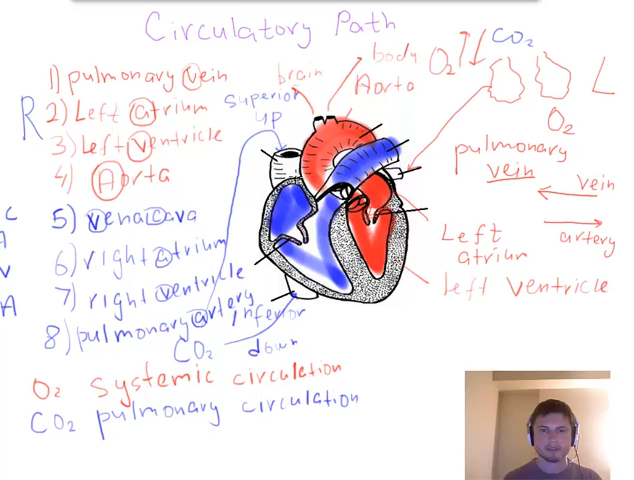 Circulatory Path
O2 CO2
brain
body
Aorta
superior
up
R
1) pulmonary vein
2) Left atrium
3) Left ventricle
4) Aorta
5) vena cava
6) right atrium
7) right ventricle
8) pulmonary artery
C
A
V
A
inferior
down
CO2
L
O2
pulmonary
vein
vein
artery
Left
atrium
Left ventricle
O2 systemic circulation
CO2 pulmonary circulation